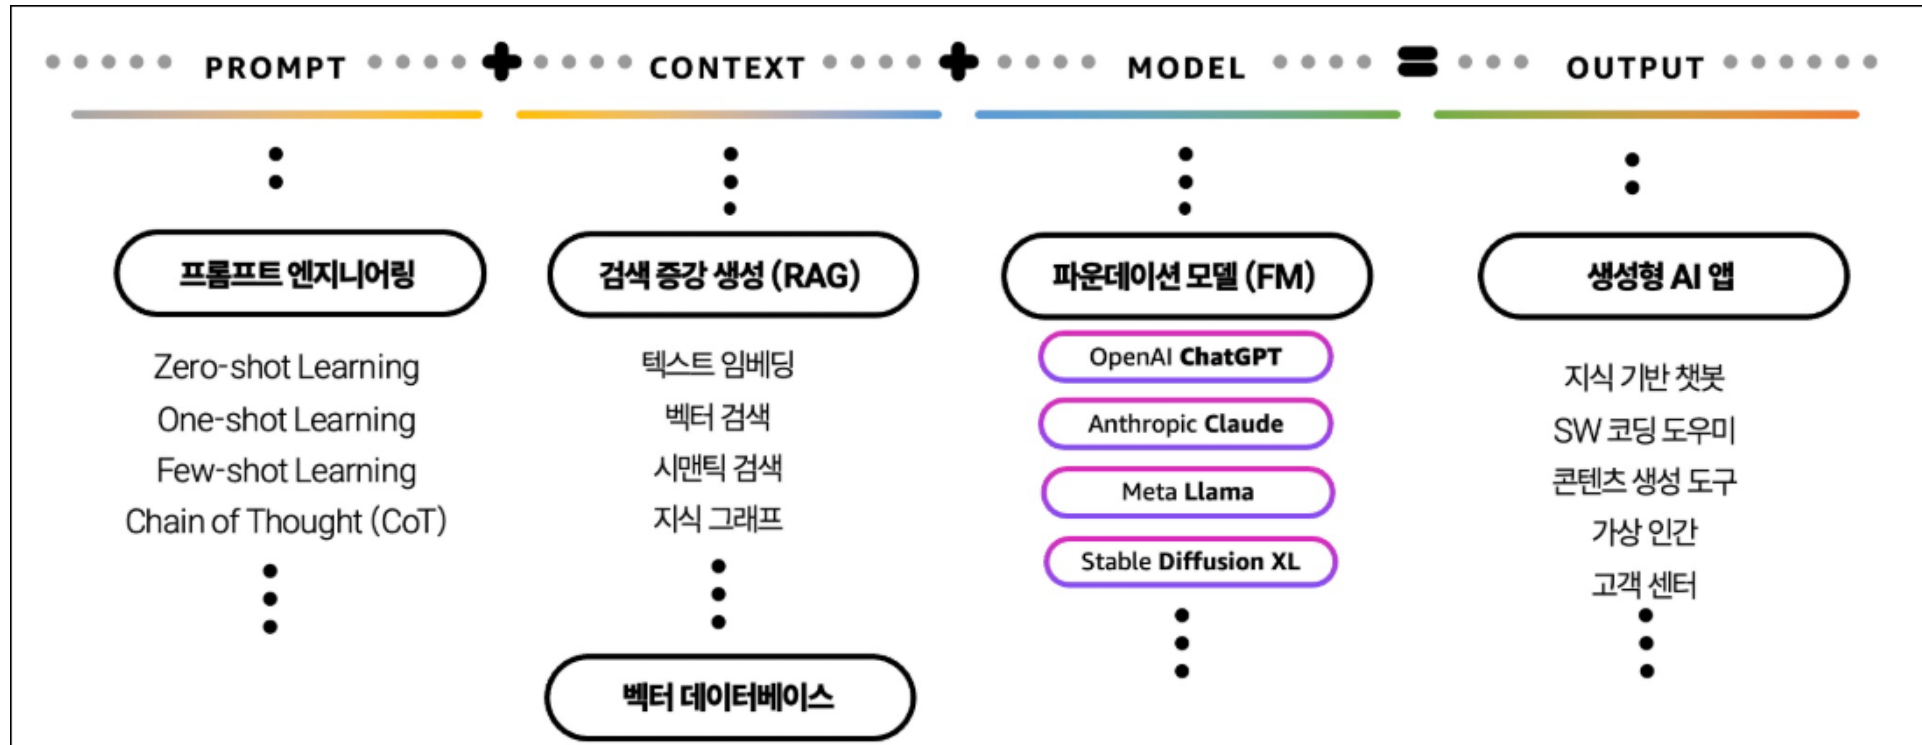 PROMPT + CONTEXT + MODEL = OUTPUT
프롬프트 엔지니어링
Zero-shot Learning
One-shot Learning
Few-shot Learning
Chain of Thought (CoT)
검색 증강 생성 (RAG)
텍스트 임베딩
벡터 검색
시맨틱 검색
지식 그래프
벡터 데이터베이스
파운데이션 모델 (FM)
OpenAI ChatGPT
Anthropic Claude
Meta Llama
Stable Diffusion XL
생성형 AI 앱
지식 기반 챗봇
SW 코딩 도우미
콘텐츠 생성 도구
가상 인간
고객 센터